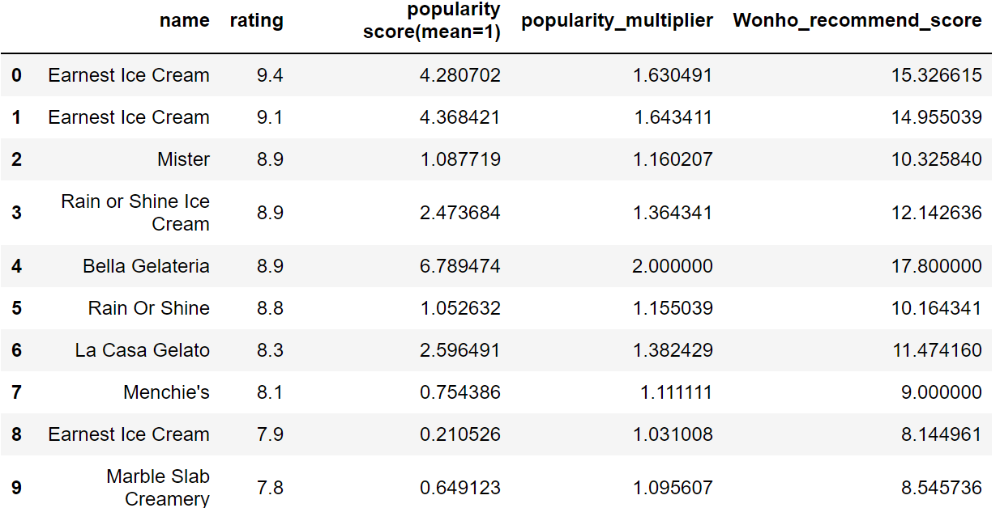 name rating popularity score(mean=1) popularity_multiplier Wonho_recommend_score
0 Earnest Ice Cream 9.4 4.280702 1.630491 15.326615
1 Earnest Ice Cream 9.1 4.368421 1.643411 14.955039
2 Mister 8.9 1.087719 1.160207 10.325840
3 Rain or Shine Ice Cream 8.9 2.473684 1.364341 12.142636
4 Bella Gelateria 8.9 6.789474 2.000000 17.800000
5 Rain Or Shine 8.8 1.052632 1.155039 10.164341
6 La Casa Gelato 8.3 2.596491 1.382429 11.474160
7 Menchie's 8.1 0.754386 1.111111 9.000000
8 Earnest Ice Cream 7.9 0.210526 1.031008 8.144961
9 Marble Slab Creamery 7.8 0.649123 1.095607 8.545736